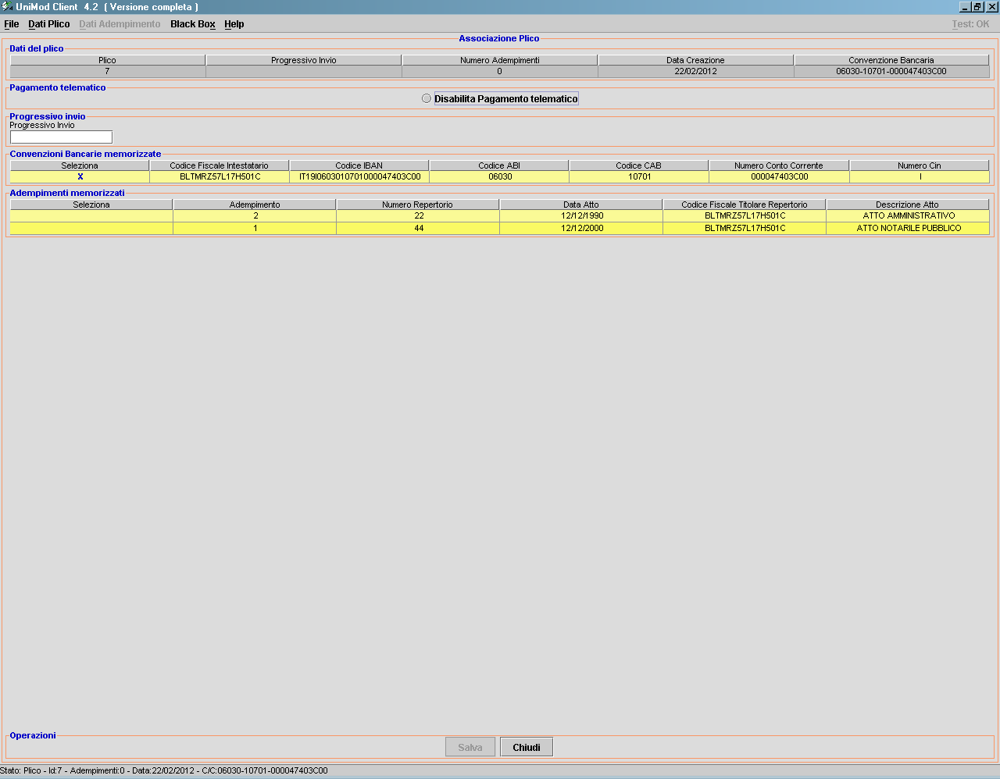 UniMod Client 4.2 ( Versione completa )
File Dati Plico Dati Adempimento Black Box Help Test: OK
Associazione Plico
Dati del plico
Plico Progressivo Invio Numero Adempimenti Data Creazione Convenzione Bancaria
7 0 22/02/2012 06030-10701-000047403C00
Pagamento telematico
Disabilita Pagamento telematico
Progressivo invio
Progressivo Invio
Convenzioni Bancarie memorizzate
Seleziona Codice Fiscale Intestatario Codice IBAN Codice ABI Codice CAB Numero Conto Corrente Numero Cin
X BLTMRZ57L17H501C IT19I0603010701000047403C00 06030 10701 000047403C00 I
Adempimenti memorizzati
Seleziona Adempimento Numero Repertorio Data Atto Codice Fiscale Titolare Repertorio Descrizione Atto
2 22 12/12/1990 BLTMRZ57L17H501C ATTO AMMINISTRATIVO
1 44 12/12/2000 BLTMRZ57L17H501C ATTO NOTARILE PUBBLICO
Operazioni
Salva Chiudi
Stato: Plico - Id:7 - Adempimenti:0 - Data:22/02/2012 - C/C:06030-10701-000047403C00